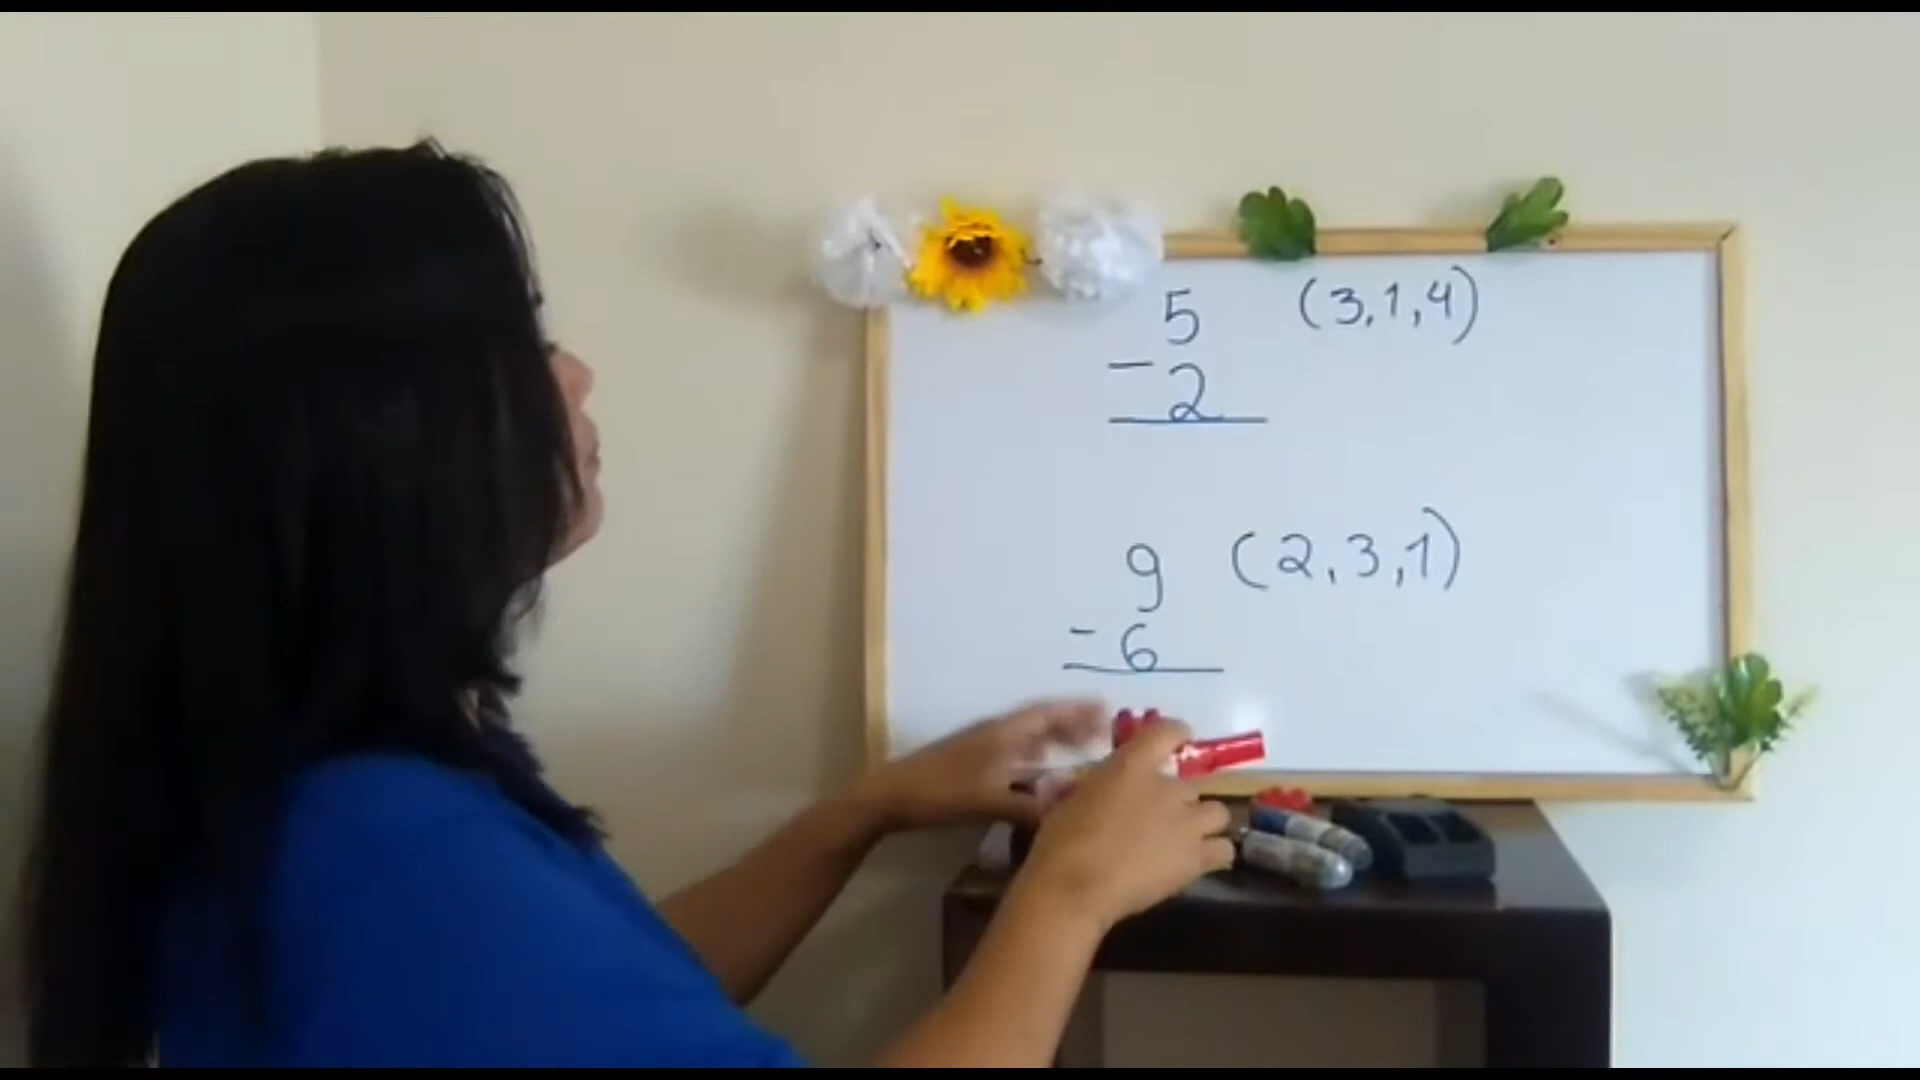 5 (3,1,4)
- 2
9 (2,3,1)
- 6